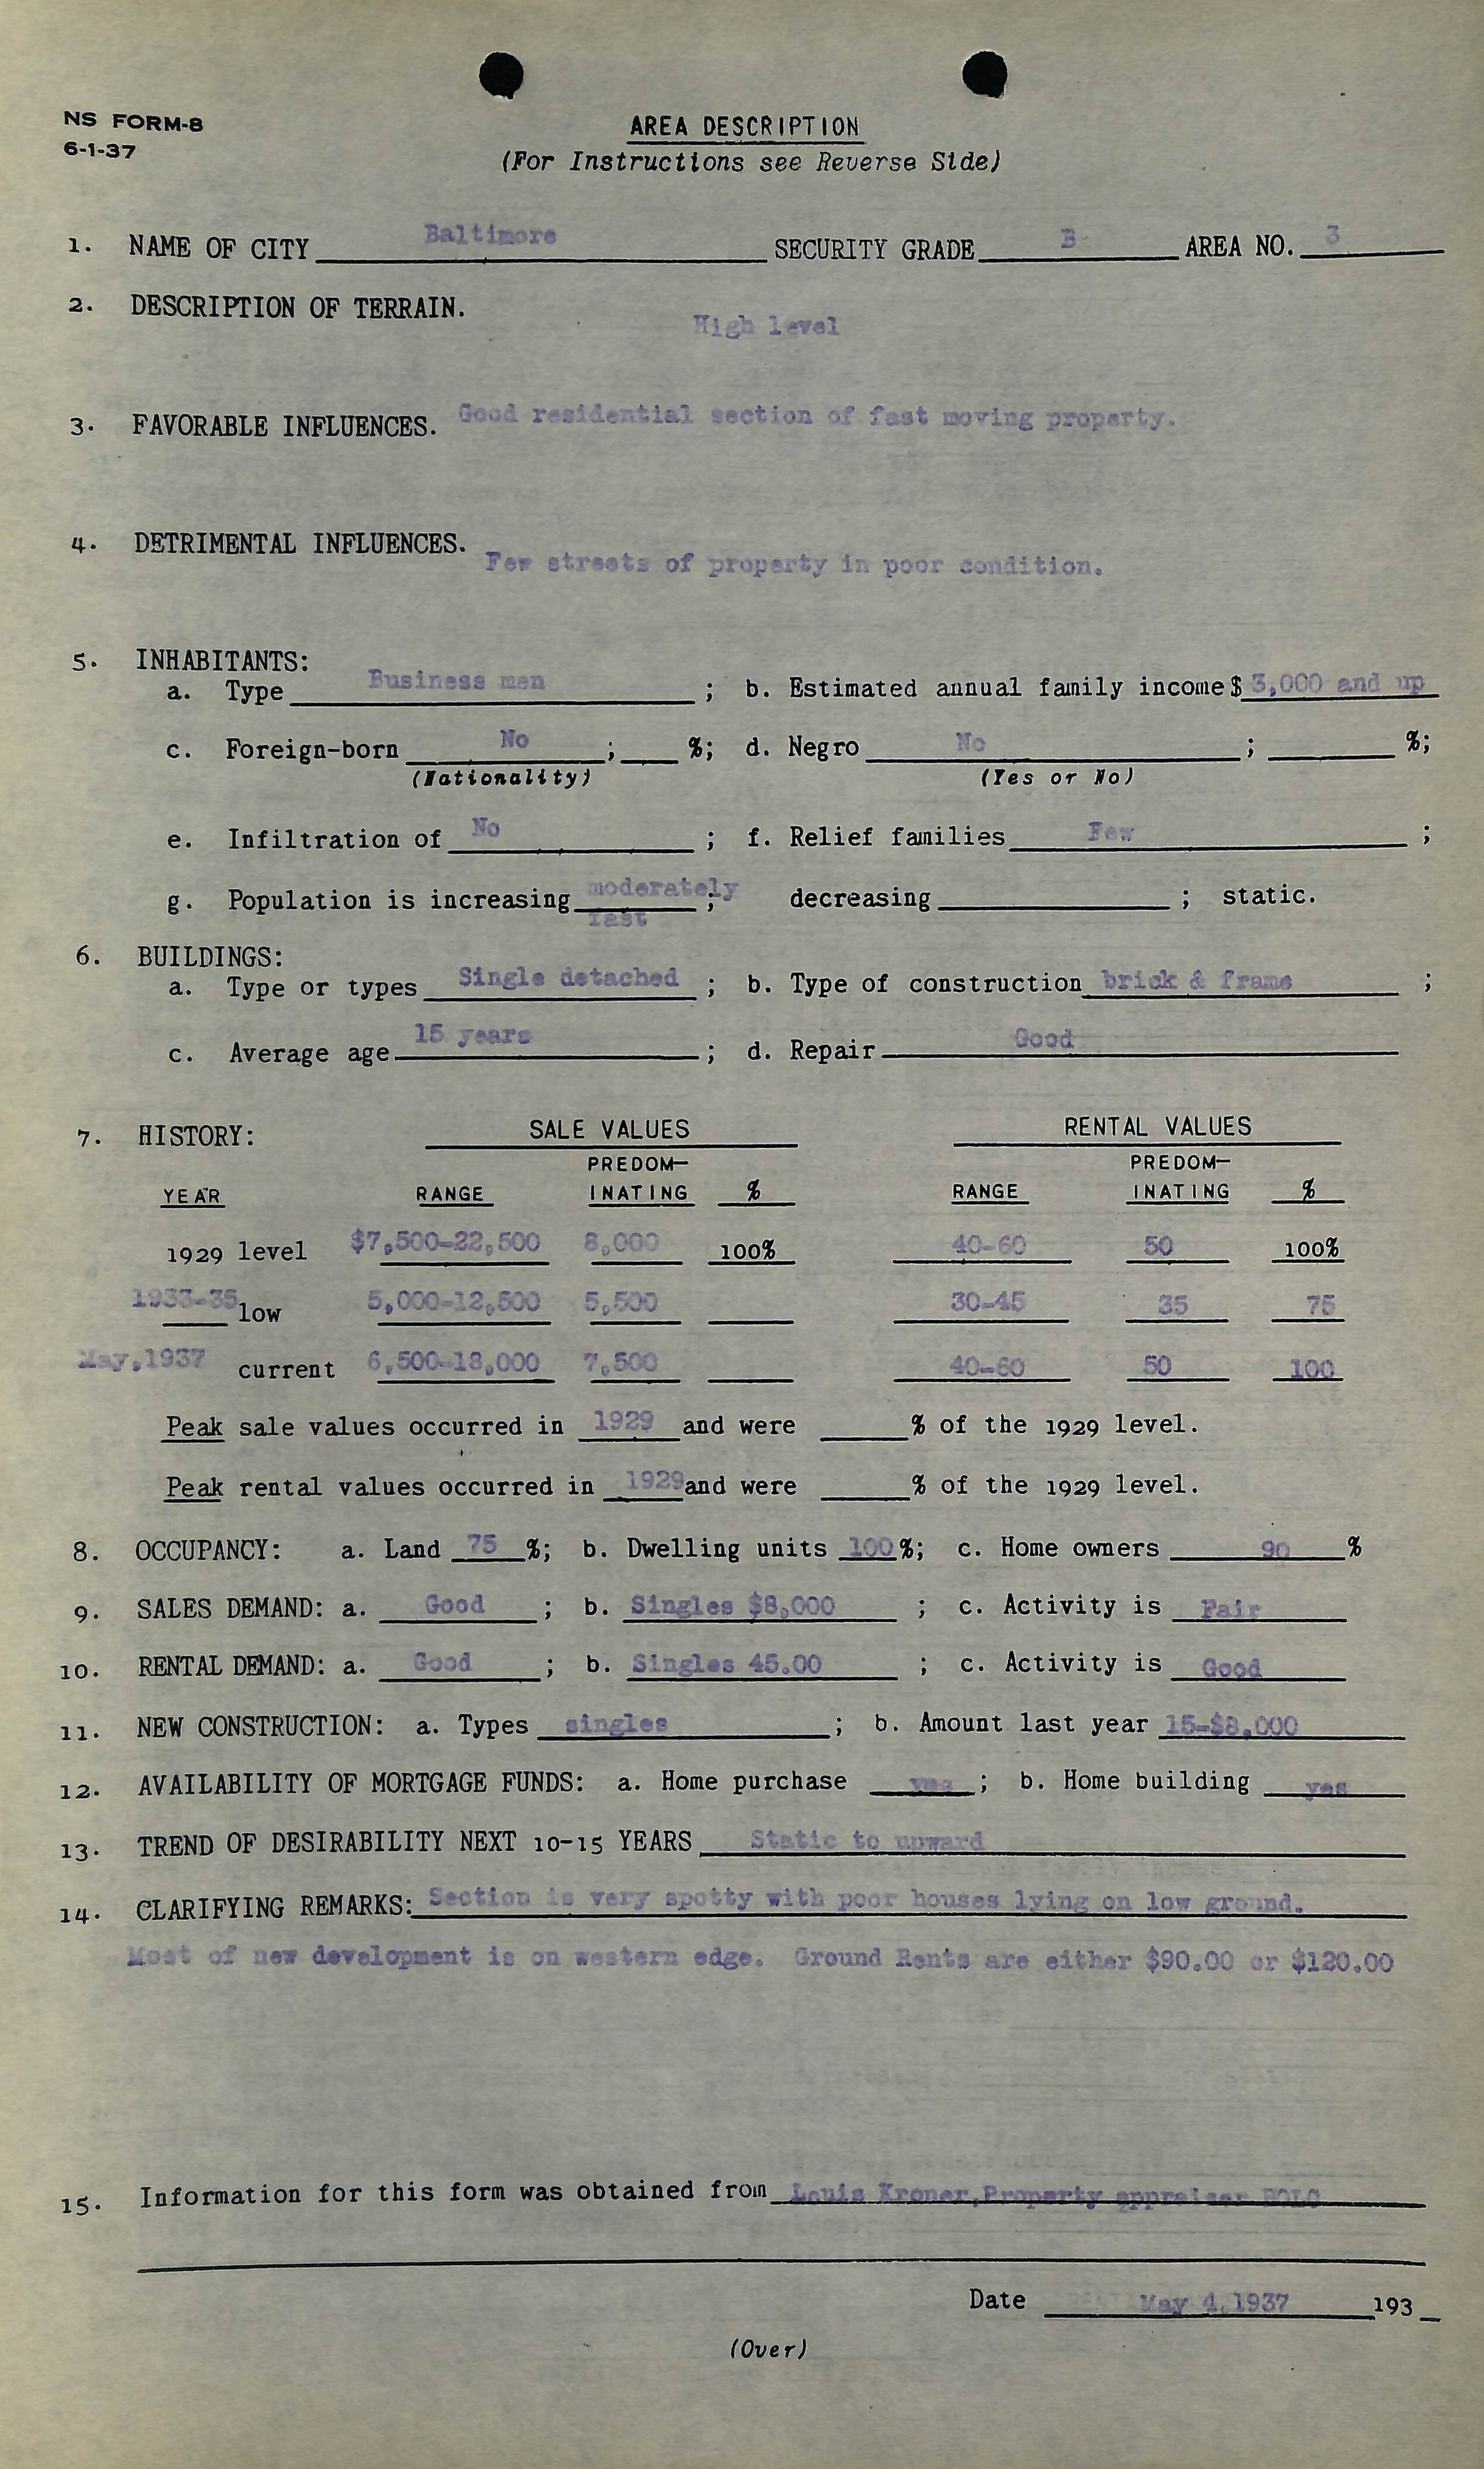 NS FORM-8
6-1-37
AREA DESCRIPTION
(For Instructions see Reverse Side)
1. NAME OF CITY Baltimore SECURITY GRADE B AREA NO. 3
2. DESCRIPTION OF TERRAIN.
High level
3. FAVORABLE INFLUENCES. Good residential section of fast moving property.
4. DETRIMENTAL INFLUENCES.
Few streets of property in poor condition.
5. INHABITANTS:
a. Type Business men ; b. Estimated annual family income $ 3,000 and up
c. Foreign-born No ; %; d. Negro No ; %;
(Nationality) (Yes or No)
e. Infiltration of No ; f. Relief families Few ;
g. Population is increasing moderately ; decreasing ; static.
fast
6. BUILDINGS:
a. Type or types Single detached ; b. Type of construction brick & frame ;
c. Average age 15 years ; d. Repair Good
7. HISTORY: SALE VALUES RENTAL VALUES
PREDOM- PREDOM-
YEAR RANGE INATING % RANGE INATING %
1929 level $7,500-22,500 8,000 100% 40-60 50 100%
1933-35 low 5,000-12,500 5,500 30-45 35 75
May,1937 current 6,500-18,000 7,500 40-60 50 100
Peak sale values occurred in 1929 and were % of the 1929 level.
Peak rental values occurred in 1929 and were % of the 1929 level.
8. OCCUPANCY: a. Land 75 %; b. Dwelling units 100 %; c. Home owners 90 %
9. SALES DEMAND: a. Good ; b. Singles $8,000 ; c. Activity is Fair
10. RENTAL DEMAND: a. Good ; b. Singles 45.00 ; c. Activity is Good
11. NEW CONSTRUCTION: a. Types singles ; b. Amount last year 15-$8,000
12. AVAILABILITY OF MORTGAGE FUNDS: a. Home purchase yes ; b. Home building yes
13. TREND OF DESIRABILITY NEXT 10-15 YEARS Static to upward
14. CLARIFYING REMARKS: Section is very spotty with poor houses lying on low ground.
Most of new development is on western edge. Ground Rents are either $90.00 or $120.00
15. Information for this form was obtained from Louis Kroner, Property appraiser HOLC
Date May 4,1937 193
(Over)